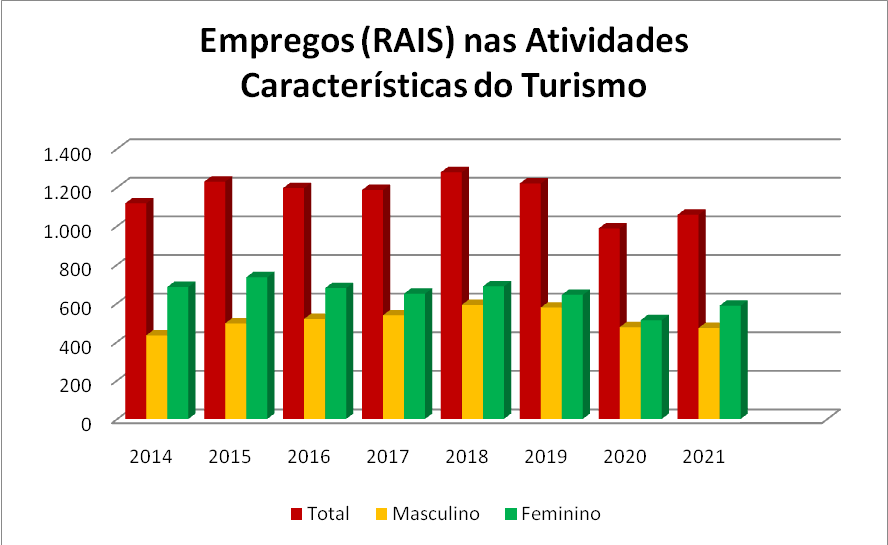 Empregos (RAIS) nas Atividades
Características do Turismo
1.400
1.200
1.000
800
600
400
200
0
2014 2015 2016 2017 2018 2019 2020 2021
Total Masculino Feminino